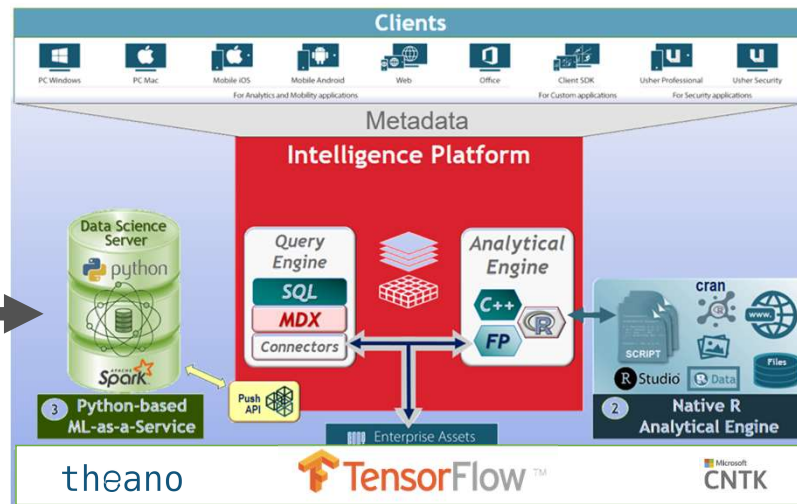 Clients
PC Windows
PC Mac
Mobile iOS
Mobile Android
Web
Office
Client SDK
Usher Professional
Usher Security
For Analytics and Mobility applications
For Custom applications
For Security applications
Metadata
Intelligence Platform
Data Science
Server
python
APACHE
Spark
Query
Engine
SQL
MDX
Connectors
Analytical
Engine
C++
R
FP
cran
R
www.
SCRIPT
Files
R Studio
R Data
Push
API
3 Python-based
ML-as-a-Service
2 Native R
Analytical Engine
Enterprise Assets
theano
TensorFlow TM
Microsoft
CNTK